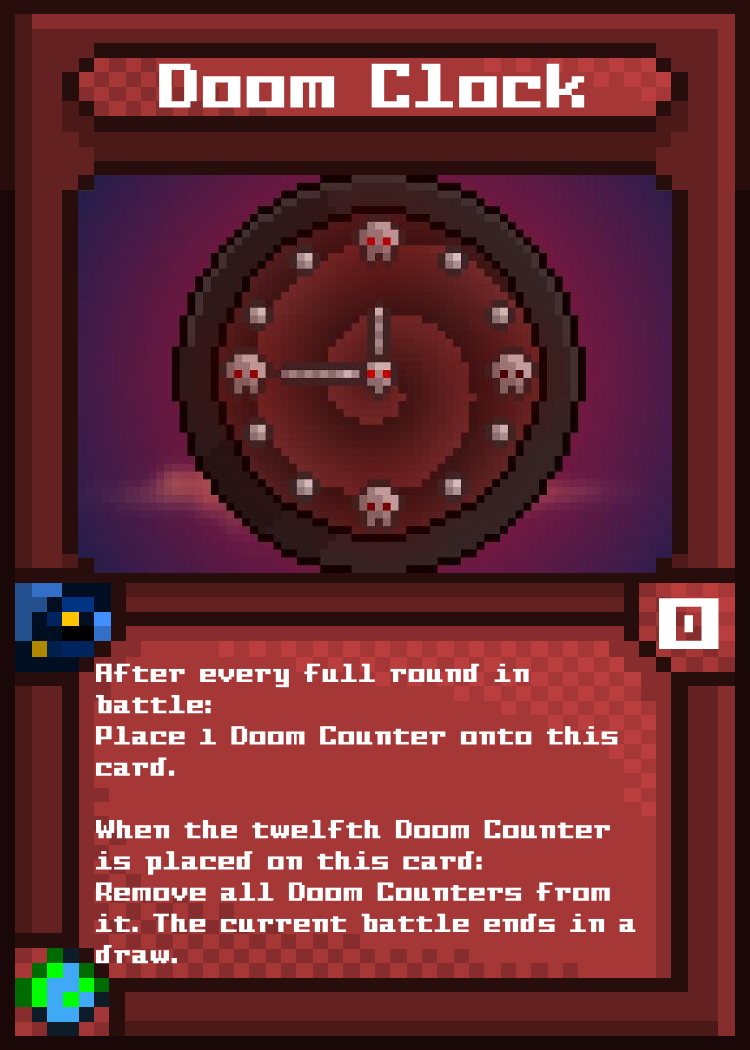 Doom Clock
0
After every full round in
battle:
Place 1 Doom Counter onto this
card.
When the twelfth Doom Counter
is placed on this card:
Remove all Doom Counters from
it. The current battle ends in a
draw.